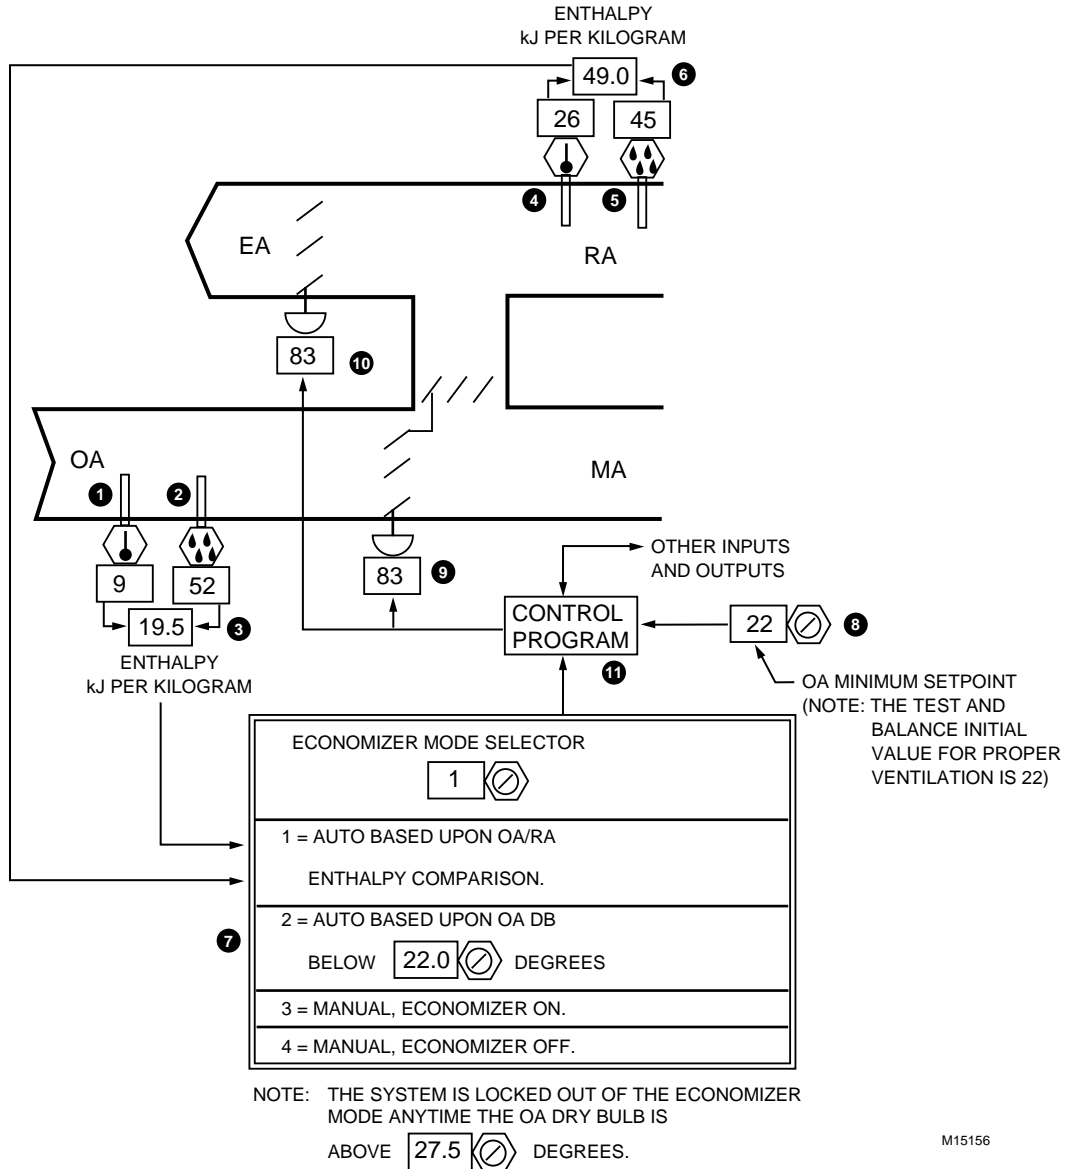 ENTHALPY
kJ PER KILOGRAM
49.0
6
26
45
4
5
EA
RA
83
10
OA
MA
1
2
9
52
19.5
3
ENTHALPY
kJ PER KILOGRAM
83
9
OTHER INPUTS
AND OUTPUTS
CONTROL
PROGRAM
11
22
8
OA MINIMUM SETPOINT
(NOTE: THE TEST AND
BALANCE INITIAL
VALUE FOR PROPER
VENTILATION IS 22)
ECONOMIZER MODE SELECTOR
1
1 = AUTO BASED UPON OA/RA
ENTHALPY COMPARISON.
2 = AUTO BASED UPON OA DB
BELOW 22.0 DEGREES
7
3 = MANUAL, ECONOMIZER ON.
4 = MANUAL, ECONOMIZER OFF.
NOTE: THE SYSTEM IS LOCKED OUT OF THE ECONOMIZER
MODE ANYTIME THE OA DRY BULB IS
ABOVE 27.5 DEGREES.
M15156